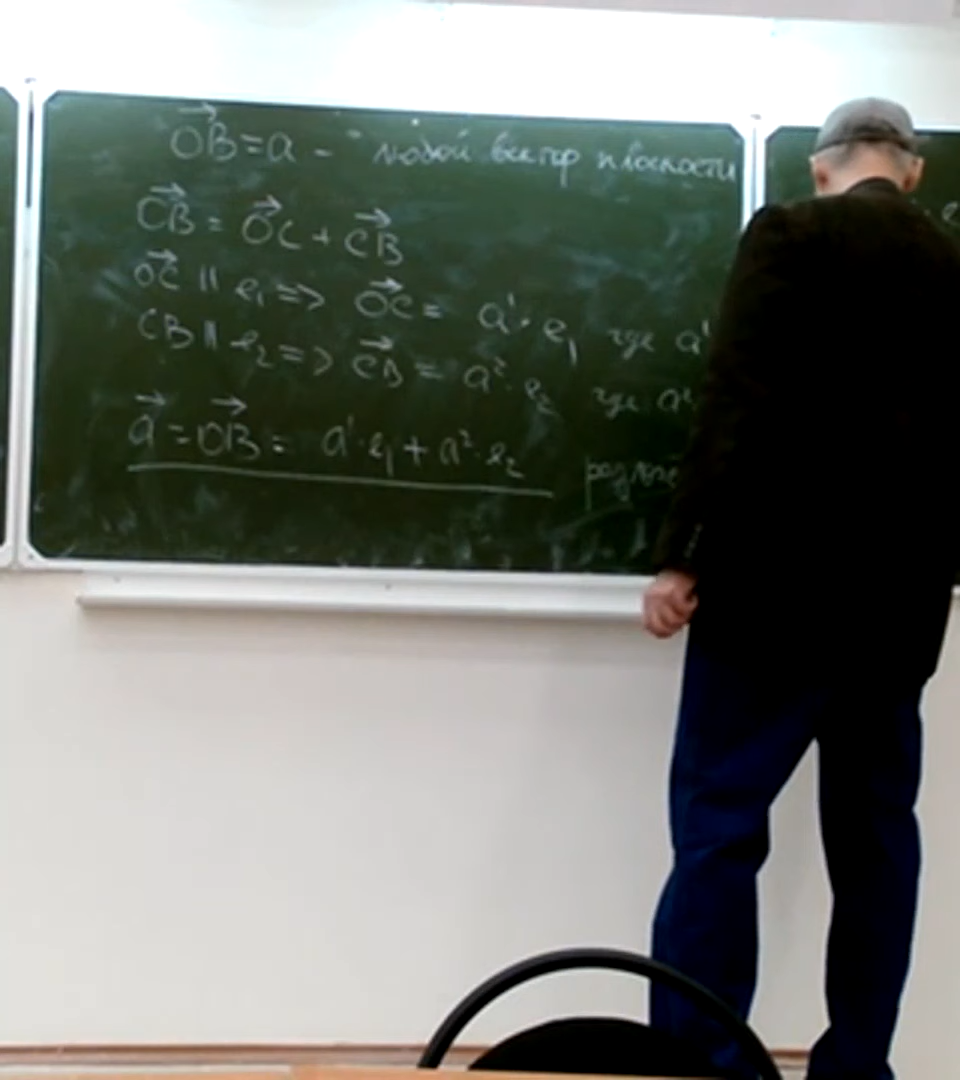 OB = a - любой вектор плоскости
CB = OC + CB
OC || e₁ => OC = a¹·e₁ где a¹
CB || e₂ => CB = a²·e₂ где a²
a = OB = a¹·e₁ + a²·e₂